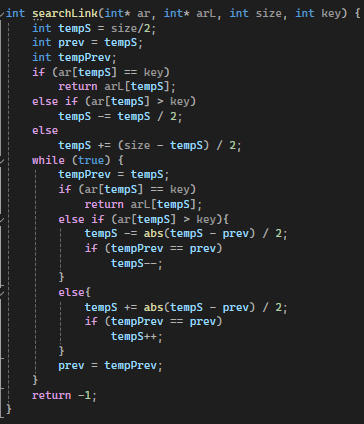 int searchLink(int* ar, int* arL, int size, int key) {
    int tempS = size/2;
    int prev = tempS;
    int tempPrev;
    if (ar[tempS] == key)
        return arL[tempS];
    else if (ar[tempS] > key)
        tempS -= tempS / 2;
    else
        tempS += (size - tempS) / 2;
    while (true) {
        tempPrev = tempS;
        if (ar[tempS] == key)
            return arL[tempS];
        else if (ar[tempS] > key){
            tempS -= abs(tempS - prev) / 2;
            if (tempPrev == prev)
                tempS--;
        }
        else{
            tempS += abs(tempS - prev) / 2;
            if (tempPrev == prev)
                tempS++;
        }
        prev = tempPrev;
    }
    return -1;
}